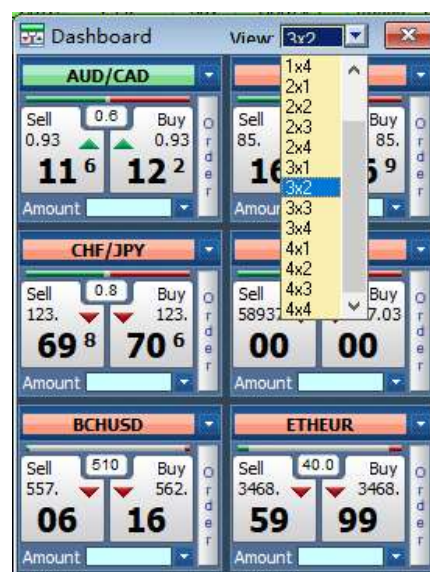 Dashboard View: 3x2
1x4
2x1
2x2
2x3
2x4
3x1
3x2
3x3
3x4
4x1
4x2
4x3
4x4
AUD/CAD
Sell 0.6 Buy
0.93 0.93
11 6 12 2
Amount
Order
85. 85.
9
Order
CHF/JPY
Sell 0.8 Buy
123. 123.
69 8 70 6
Amount
Order
Sell Buy
7.03
00 00
Amount
Order
BCHUSD
Sell 510 Buy
557. 562.
06 16
Amount
Order
ETHEUR
Sell 40.0 Buy
3468. 3468.
59 99
Amount
Order